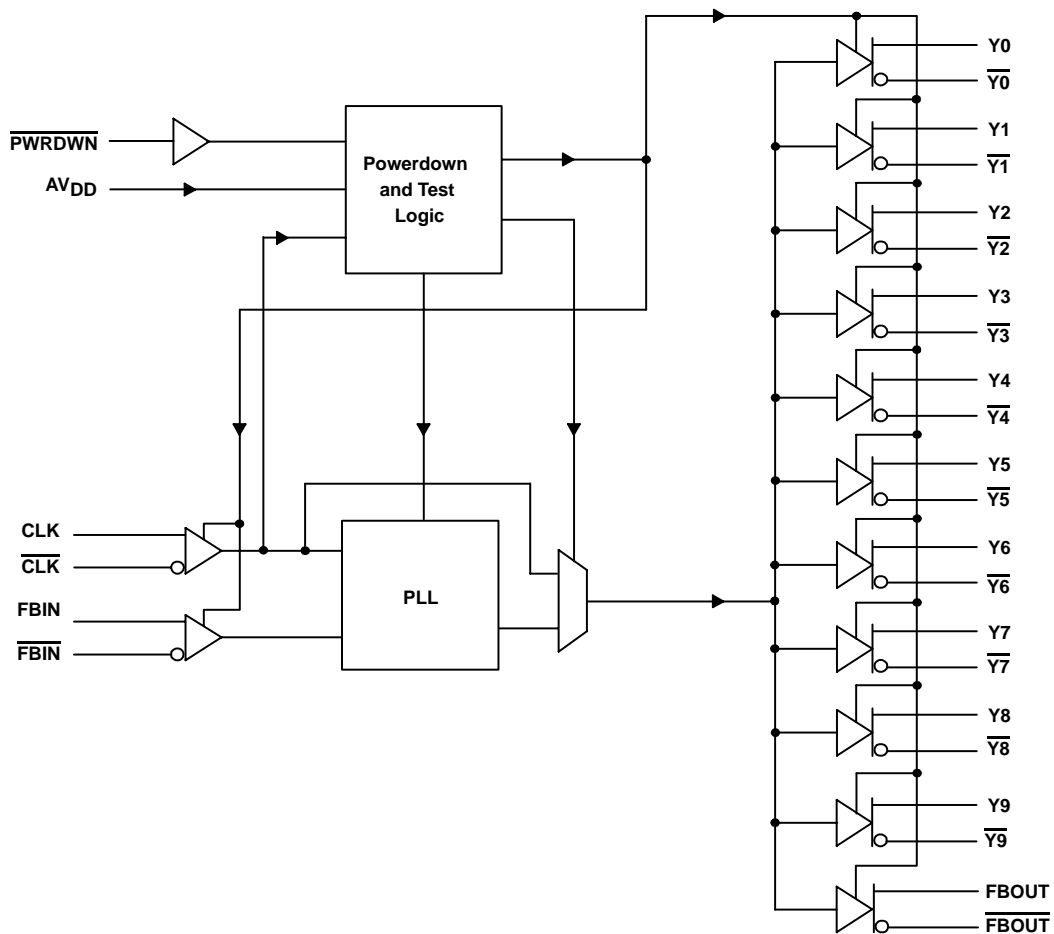 Y0
Y0̅
PWRDWN
AVDD
Powerdown
and Test
Logic
Y1
Y1
Y2
Y2
Y3
Y3
Y4
Y4
Y5
Y5
CLK
CLK
FBIN
FBIN
PLL
Y6
Y6
Y7
Y7
Y8
Y8
Y9
Y9
FBOUT
FBOUT